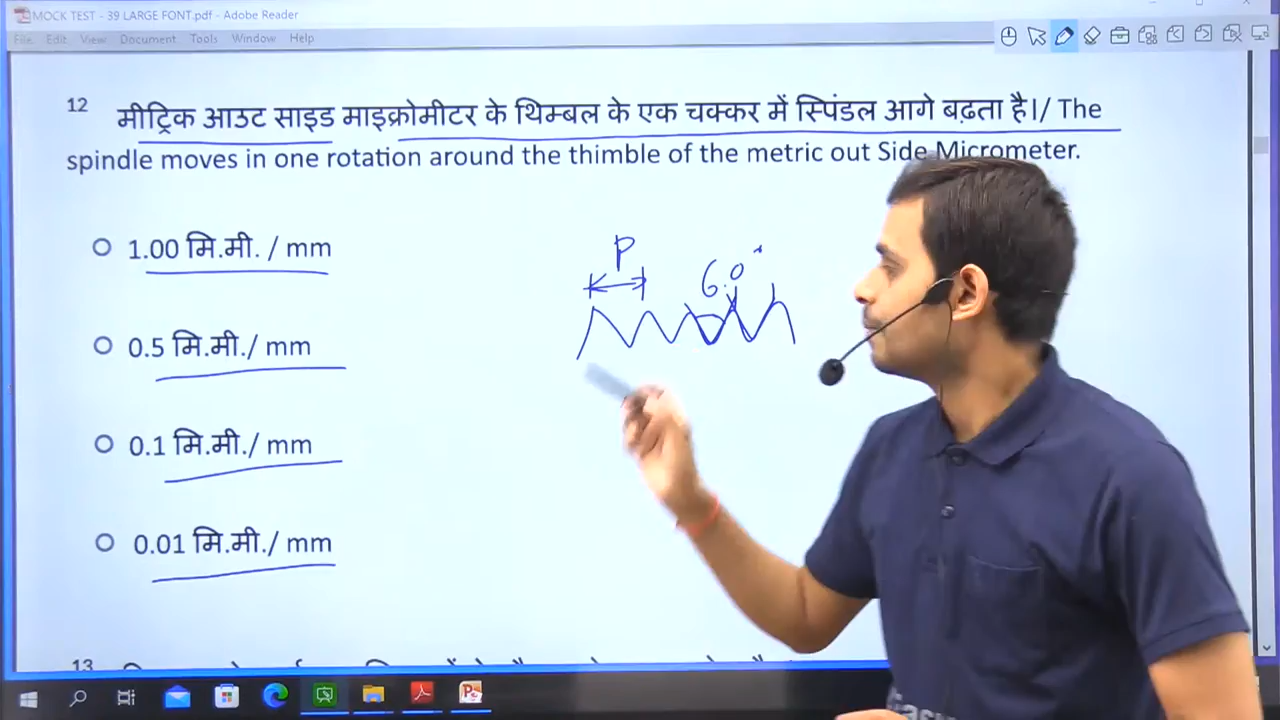 MOCK TEST - 39 LARGE FONT.pdf - Adobe Reader
File Edit View Document Tools Window Help
12 मीट्रिक आउट साइड माइक्रोमीटर के थिम्बल के एक चक्कर में स्पिंडल आगे बढ़ता है।/ The
spindle moves in one rotation around the thimble of the metric out Side Micrometer.
1.00 मि.मी. / mm
0.5 मि.मी./ mm
0.1 मि.मी./ mm
0.01 मि.मी./ mm
P
60°
13